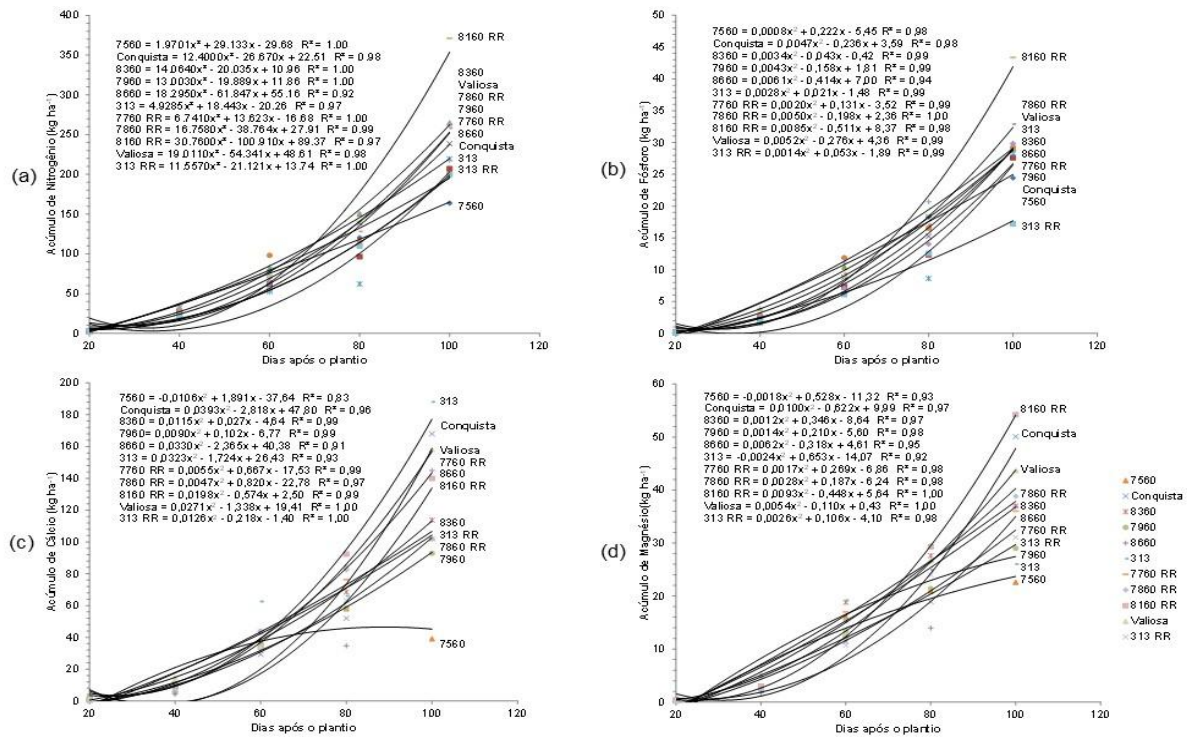 (a)
Acúmulo de Nitrogênio (kg ha⁻¹)
400
350
300
250
200
150
100
50
0
7560 = 1.9701x² + 29.133x - 29.68 R² = 1.00
Conquista = 12.4000x² - 26.670x + 22.51 R² = 0,98
8360 = 14.0640x² - 20.035x + 10.96 R² = 1.00
7960 = 13.0030x² - 19.889x + 11.86 R² = 1.00
8660 = 18.2950x² - 61.847x + 55.16 R² = 0.92
313 = 4.9285x² + 18.443x - 20.26 R² = 0,97
7760 RR = 6.7410x² + 13.623x - 16.68 R² = 1.00
7860 RR = 16.7580x² - 38.764x + 27.91 R² = 0.99
8160 RR = 30.7600x² - 100.910x + 89.37 R² = 0.97
Valiosa = 19.0110x² - 54.341x + 48.61 R² = 0.98
313 RR = 11.5570x² - 21.121x + 13.74 R² = 1.00
8160 RR
8360
Valiosa
7860 RR
7960
7760 RR
8660
Conquista
313
313 RR
7560
20 40 60 80 100 120
Dias após o plantio
(b)
Acúmulo de Fósforo (kg ha⁻¹)
50
45
40
35
30
25
20
15
10
5
0
7560 = 0,0008x² + 0,222x - 5,45 R² = 0,98
Conquista = 0,0047x² - 0,236x + 3,59 R² = 0,98
8360 = 0,0034x² - 0,043x - 0,42 R² = 0,99
7960 = 0,0043x² - 0,158x + 1,81 R² = 0,99
8660 = 0,0061x² - 0,414x + 7,00 R² = 0,94
313 = 0,0028x² + 0,021x - 1,48 R² = 0,99
7760 RR = 0,0020x² + 0,131x - 3,52 R² = 0,99
7860 RR = 0,0050x² - 0,198x + 2,36 R² = 1,00
8160 RR = 0,0085x² - 0,511x + 8,37 R² = 0,98
Valiosa = 0,0052x² - 0,276x + 4,36 R² = 0,99
313 RR = 0,0014x² + 0,053x - 1,89 R² = 0,99
8160 RR
7860 RR
Valiosa
313
8360
8660
7760 RR
7960
Conquista
7560
313 RR
20 40 60 80 100 120
Dias após o plantio
(c)
Acúmulo de Cálcio (kg ha⁻¹)
200
180
160
140
120
100
80
60
40
20
0
7560 = -0,0106x² + 1,891x - 37,64 R² = 0,83
Conquista = 0,0393x² - 2,818x + 47,80 R² = 0,96
8360 = 0,0115x² + 0,027x - 4,64 R² = 0,99
7960= 0,0090x² + 0,102x - 6,77 R² = 0,99
8660 = 0,0330x² - 2,365x + 40,38 R² = 0,91
313 = 0,0323x² - 1,724x + 26,43 R² = 0,93
7760 RR = 0,0055x² + 0,667x - 17,53 R² = 0,99
7860 RR = 0,0047x² + 0,820x - 22,78 R² = 0,97
8160 RR = 0,0198x² - 0,574x + 2,50 R² = 0,99
Valiosa = 0,0271x² - 1,338x + 19,41 R² = 1,00
313 RR = 0,0126x² - 0,218x - 1,40 R² = 1,00
313
Conquista
Valiosa
7760 RR
8660
8160 RR
8360
313 RR
7860 RR
7960
7560
20 40 60 80 100 120
Dias após o plantio
(d)
Acúmulo de Magnésio(kg ha⁻¹)
60
50
40
30
20
10
0
7560 = -0,0018x² + 0,528x - 11,32 R² = 0,93
Conquista = 0,0100x² - 0,622x + 9,99 R² = 0,97
8360 = 0,0012x² + 0,346x - 8,64 R² = 0,97
7960 = 0,0014x² + 0,210x - 5,60 R² = 0,98
8660 = 0,0062x² - 0,318x + 4,61 R² = 0,95
313 = -0,0024x² + 0,653x - 14,07 R² = 0,92
7760 RR = 0,0017x² + 0,269x - 6,86 R² = 0,98
7860 RR = 0,0028x² + 0,187x - 6,24 R² = 0,98
8160 RR = 0,0093x² - 0,448x + 5,64 R² = 1,00
Valiosa = 0,0054x² - 0,110x + 0,43 R² = 1,00
313 RR = 0,0026x² + 0,106x - 4,10 R² = 0,98
8160 RR
Conquista
Valiosa
7860 RR
8360
8660
7760 RR
313 RR
7960
313
7560
20 40 60 80 100 120
Dias após o plantio
7560
Conquista
8360
7960
8660
313
7760 RR
7860 RR
8160 RR
Valiosa
313 RR